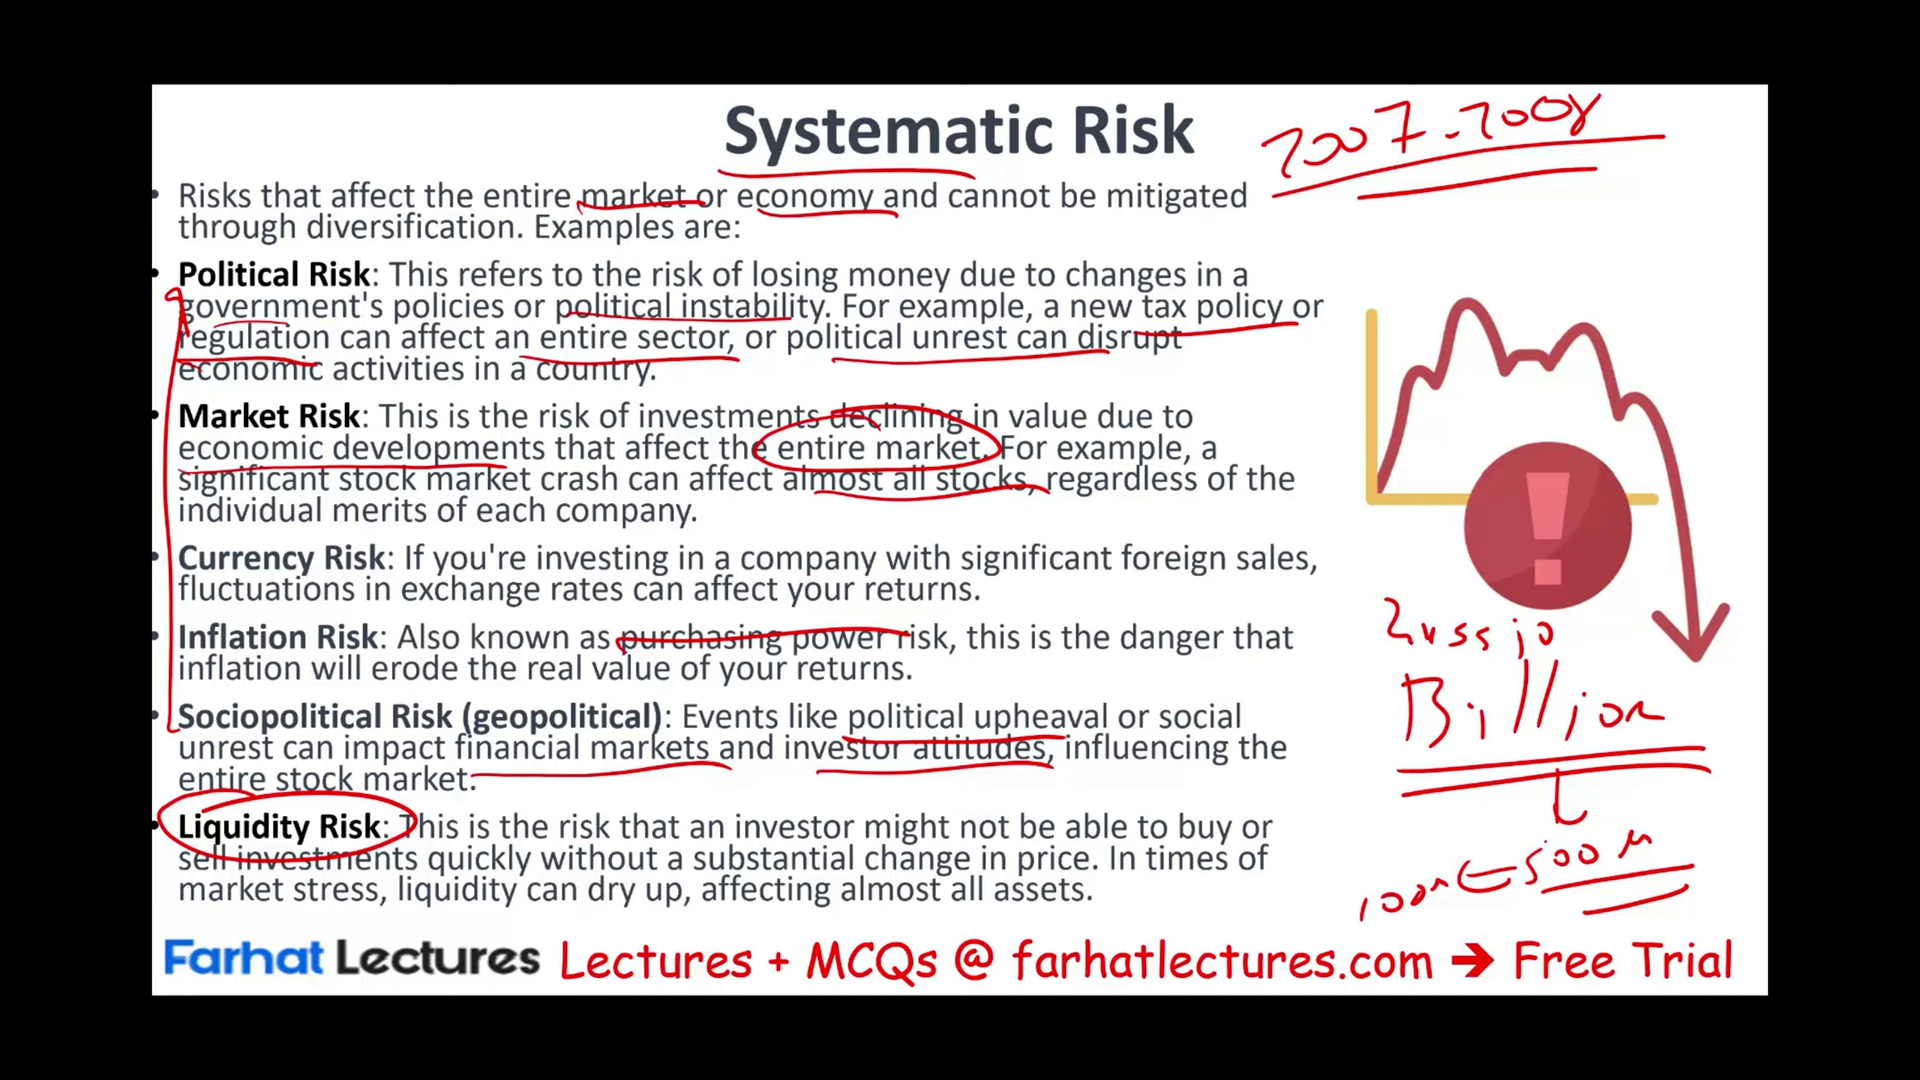 Systematic Risk
2007-2008
• Risks that affect the entire market or economy and cannot be mitigated
through diversification. Examples are:
• Political Risk: This refers to the risk of losing money due to changes in a
government's policies or political instability. For example, a new tax policy or
regulation can affect an entire sector, or political unrest can disrupt
economic activities in a country.
• Market Risk: This is the risk of investments declining in value due to
economic developments that affect the entire market. For example, a
significant stock market crash can affect almost all stocks, regardless of the
individual merits of each company.
• Currency Risk: If you're investing in a company with significant foreign sales,
fluctuations in exchange rates can affect your returns.
• Inflation Risk: Also known as purchasing power risk, this is the danger that
inflation will erode the real value of your returns.
• Sociopolitical Risk (geopolitical): Events like political upheaval or social
unrest can impact financial markets and investor attitudes, influencing the
entire stock market.
• Liquidity Risk: This is the risk that an investor might not be able to buy or
sell investments quickly without a substantial change in price. In times of
market stress, liquidity can dry up, affecting almost all assets.
!
Russia
Billion
500 M
100M
Farhat Lectures Lectures + MCQs @ farhatlectures.com ➔ Free Trial